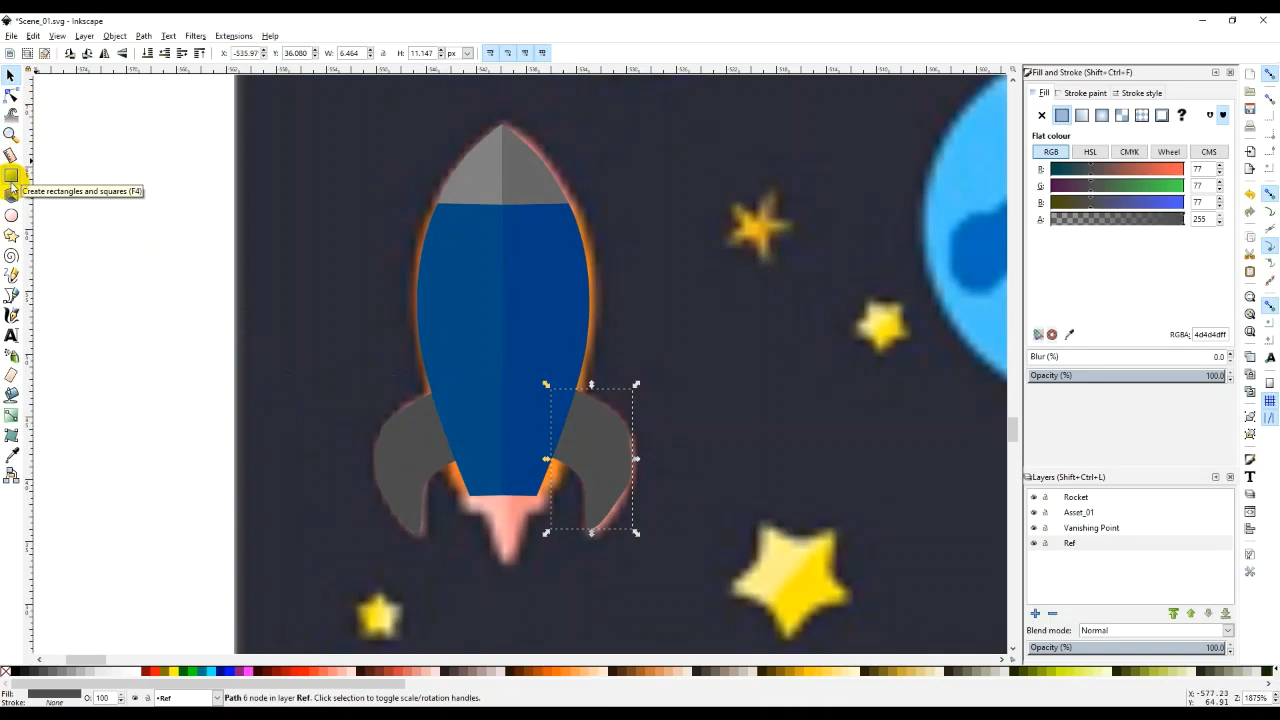 *Scene_01.svg - Inkscape
File Edit View Layer Object Path Text Filters Extensions Help
X: -535.97 Y: 36.080 W: 6.464 H: 11.147 px
Create rectangles and squares (F4)
Fill and Stroke (Shift+Ctrl+F)
Fill Stroke paint Stroke style
?
Flat colour
RGB HSL CMYK Wheel CMS
R: 77
G: 77
B: 77
A: 255
RGBA: 4d4d4dff
Blur (%) 0.0
Opacity (%) 100.0
Layers (Shift+Ctrl+L)
Rocket
Asset_01
Vanishing Point
Ref
Blend mode: Normal
Opacity (%) 100.0
Fill: O: 100 •Ref Path 6 node in layer Ref. Click selection to toggle scale/rotation handles.
Stroke: None
X: -577.23
Y: 64.91
Z: 1875%